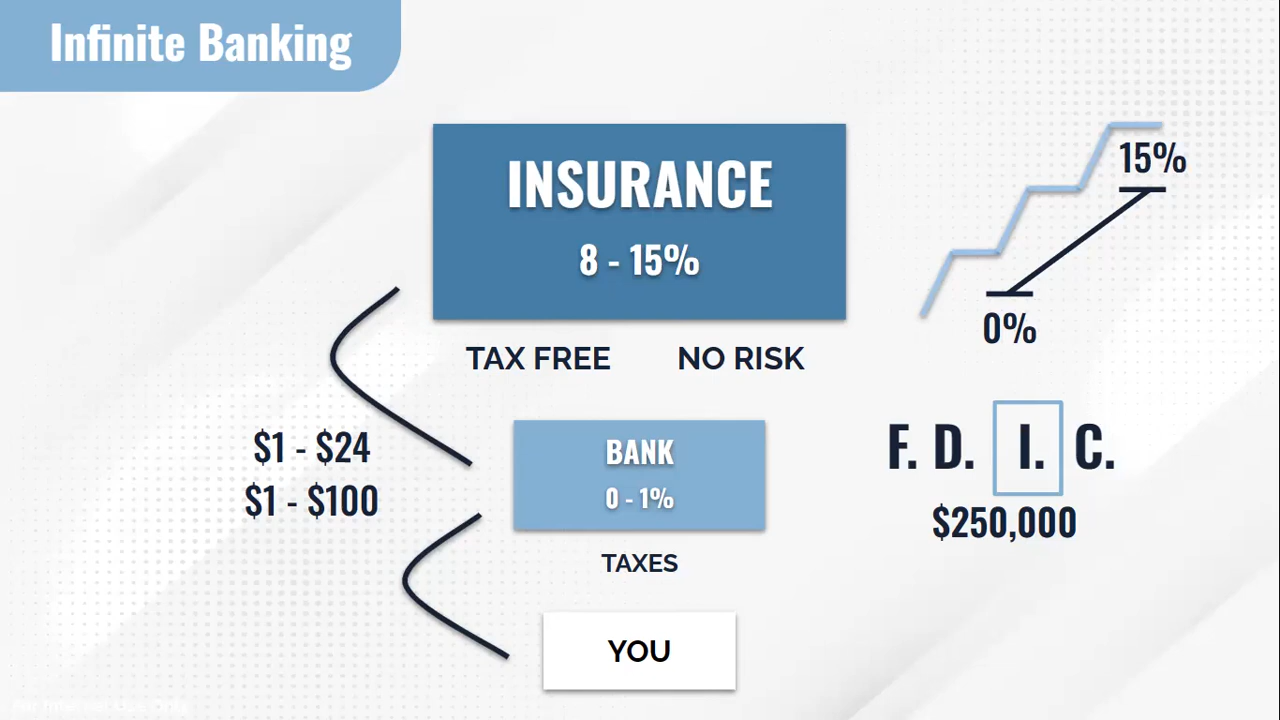 Infinite Banking
INSURANCE
8 - 15%
TAX FREE NO RISK
15%
0%
$1 - $24
$1 - $100
BANK
0 - 1%
TAXES
YOU
F. D. I. C.
$250,000